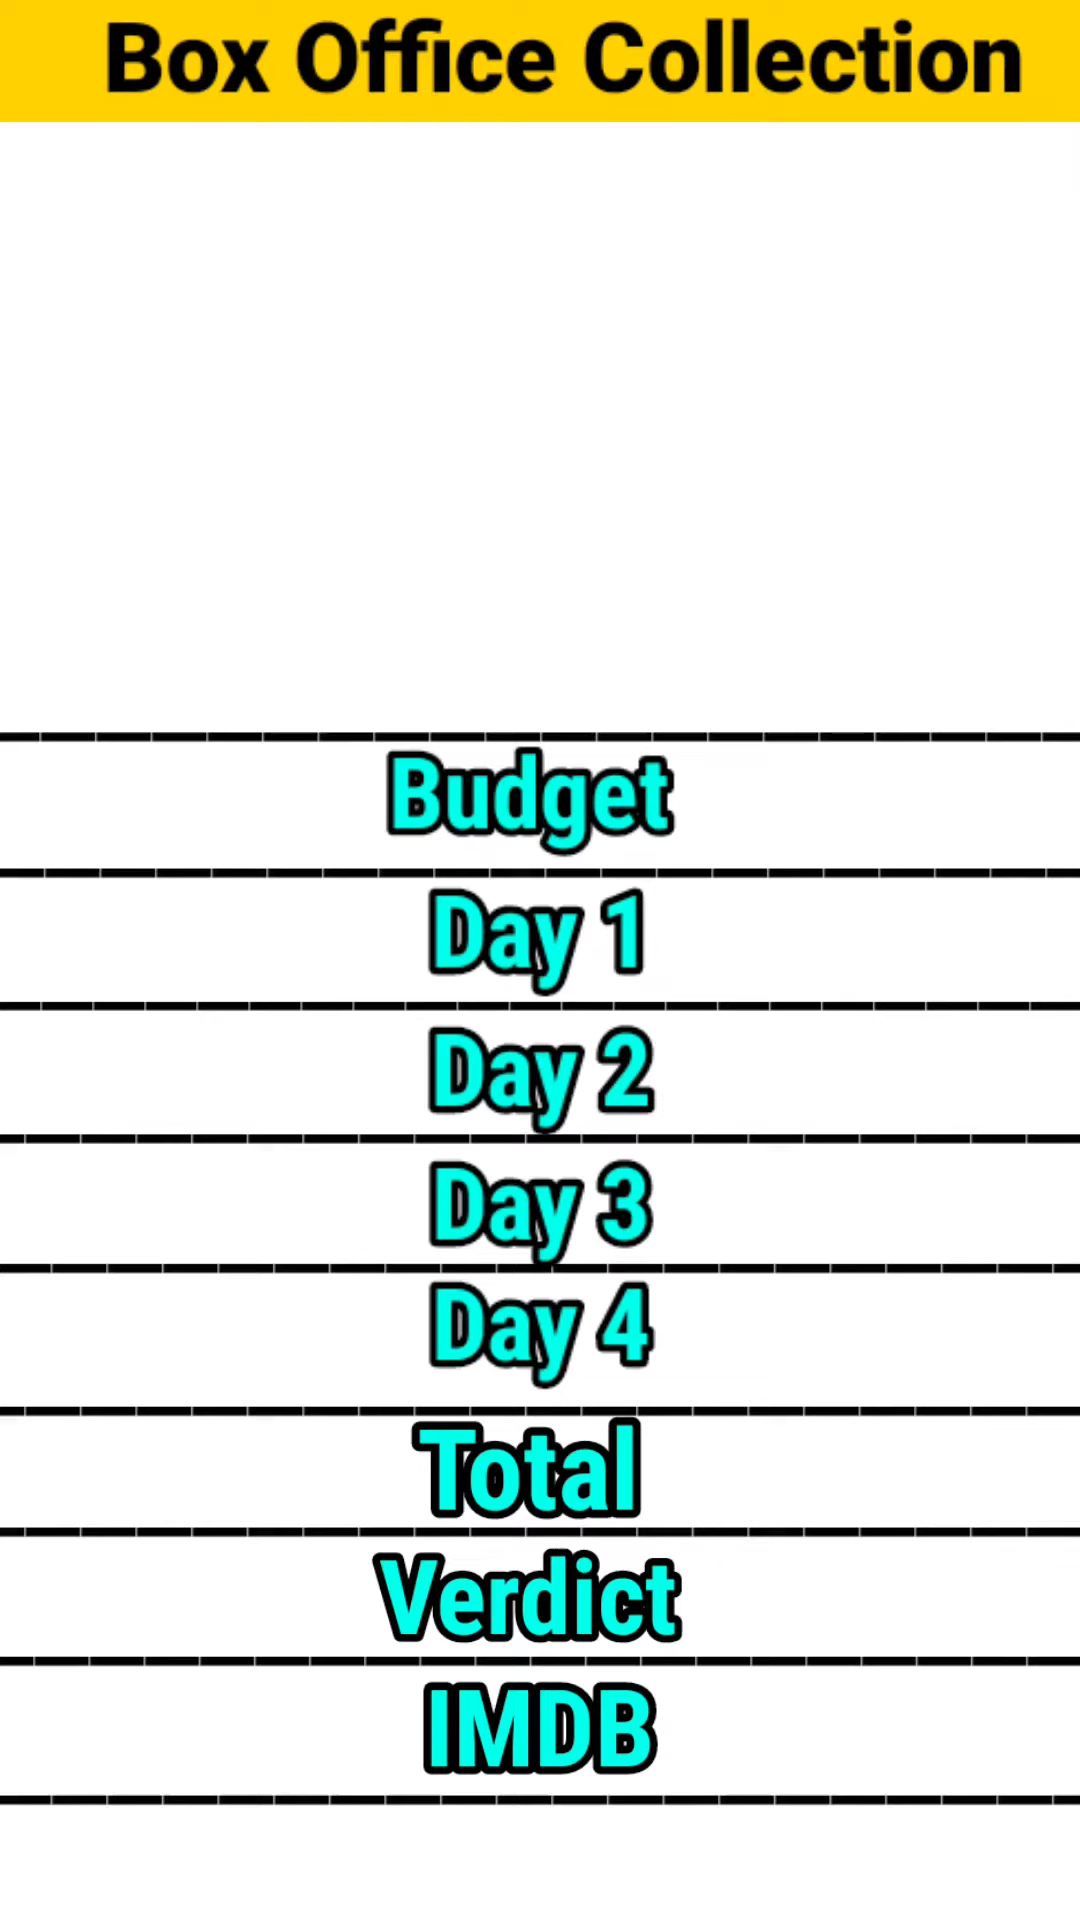 Box Office Collection
Budget
Day 1
Day 2
Day 3
Day 4
Total
Verdict
IMDB